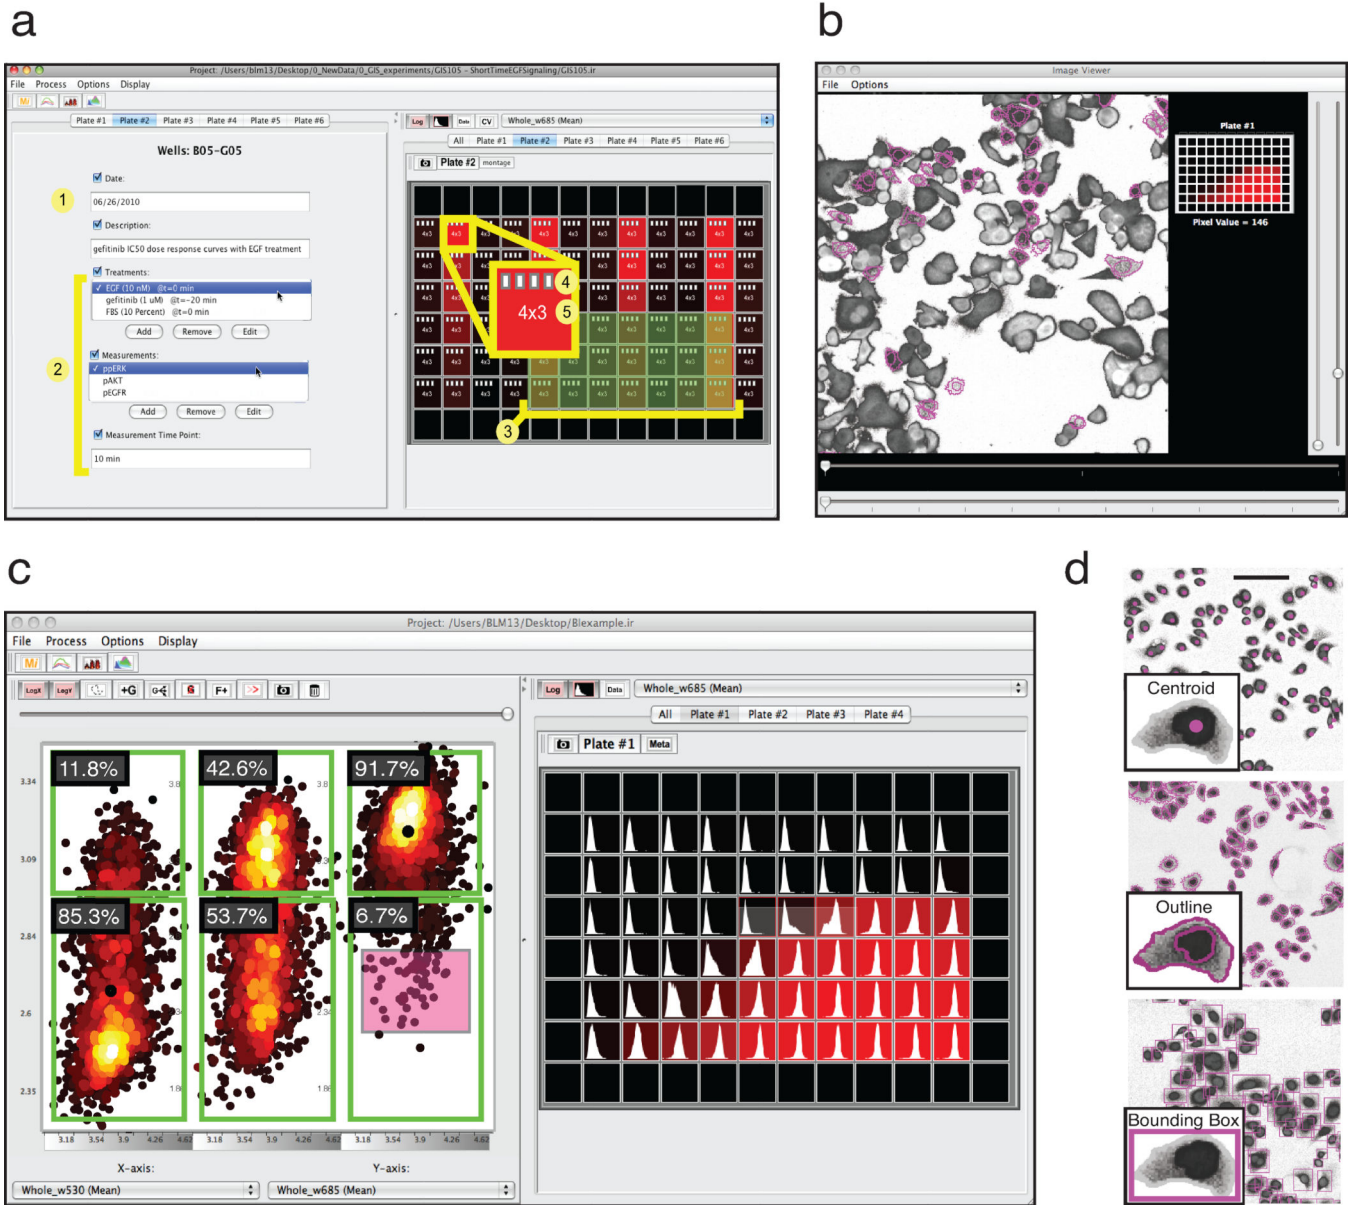 a
Project: /Users/blm13/Desktop/0_NewData/0_GIS_experiments/GIS105 - ShortTimeEGFSignaling/GIS105.ir
File Process Options Display
Plate #1 Plate #2 Plate #3 Plate #4 Plate #5 Plate #6
Wells: B05-G05
Date:
1
06/26/2010
Description:
gefitinib IC50 dose response curves with EGF treatment
Treatments:
✓ EGF (10 nM) @t=0 min
gefitinib (1 uM) @t=-20 min
FBS (10 Percent) @t=0 min
Add Remove Edit
2
Measurements:
✓ ppERK
pAKT
pEGFR
Add Remove Edit
Measurement Time Point:
10 min
Log Data CV Whole_w685 (Mean)
All Plate #1 Plate #2 Plate #3 Plate #4 Plate #5 Plate #6
Plate #2 montage
4
4x3 5
3
b
Image Viewer
File Options
Plate #1
Pixel Value = 146
c
Project: /Users/BLM13/Desktop/BIexample.ir
File Process Options Display
LogX LogY +G G F+ >>
11.8% 42.6% 91.7%
85.3% 53.7% 6.7%
3.34
3.09
2.84
2.6
2.35
3.18 3.54 3.9 4.26 4.62 3.18 3.54 3.9 4.26 4.62 3.18 3.54 3.9 4.26 4.62
X-axis: Y-axis:
Whole_w530 (Mean) Whole_w685 (Mean)
Log Data Whole_w685 (Mean)
All Plate #1 Plate #2 Plate #3 Plate #4
Plate #1 Meta
d
Centroid
Outline
Bounding Box